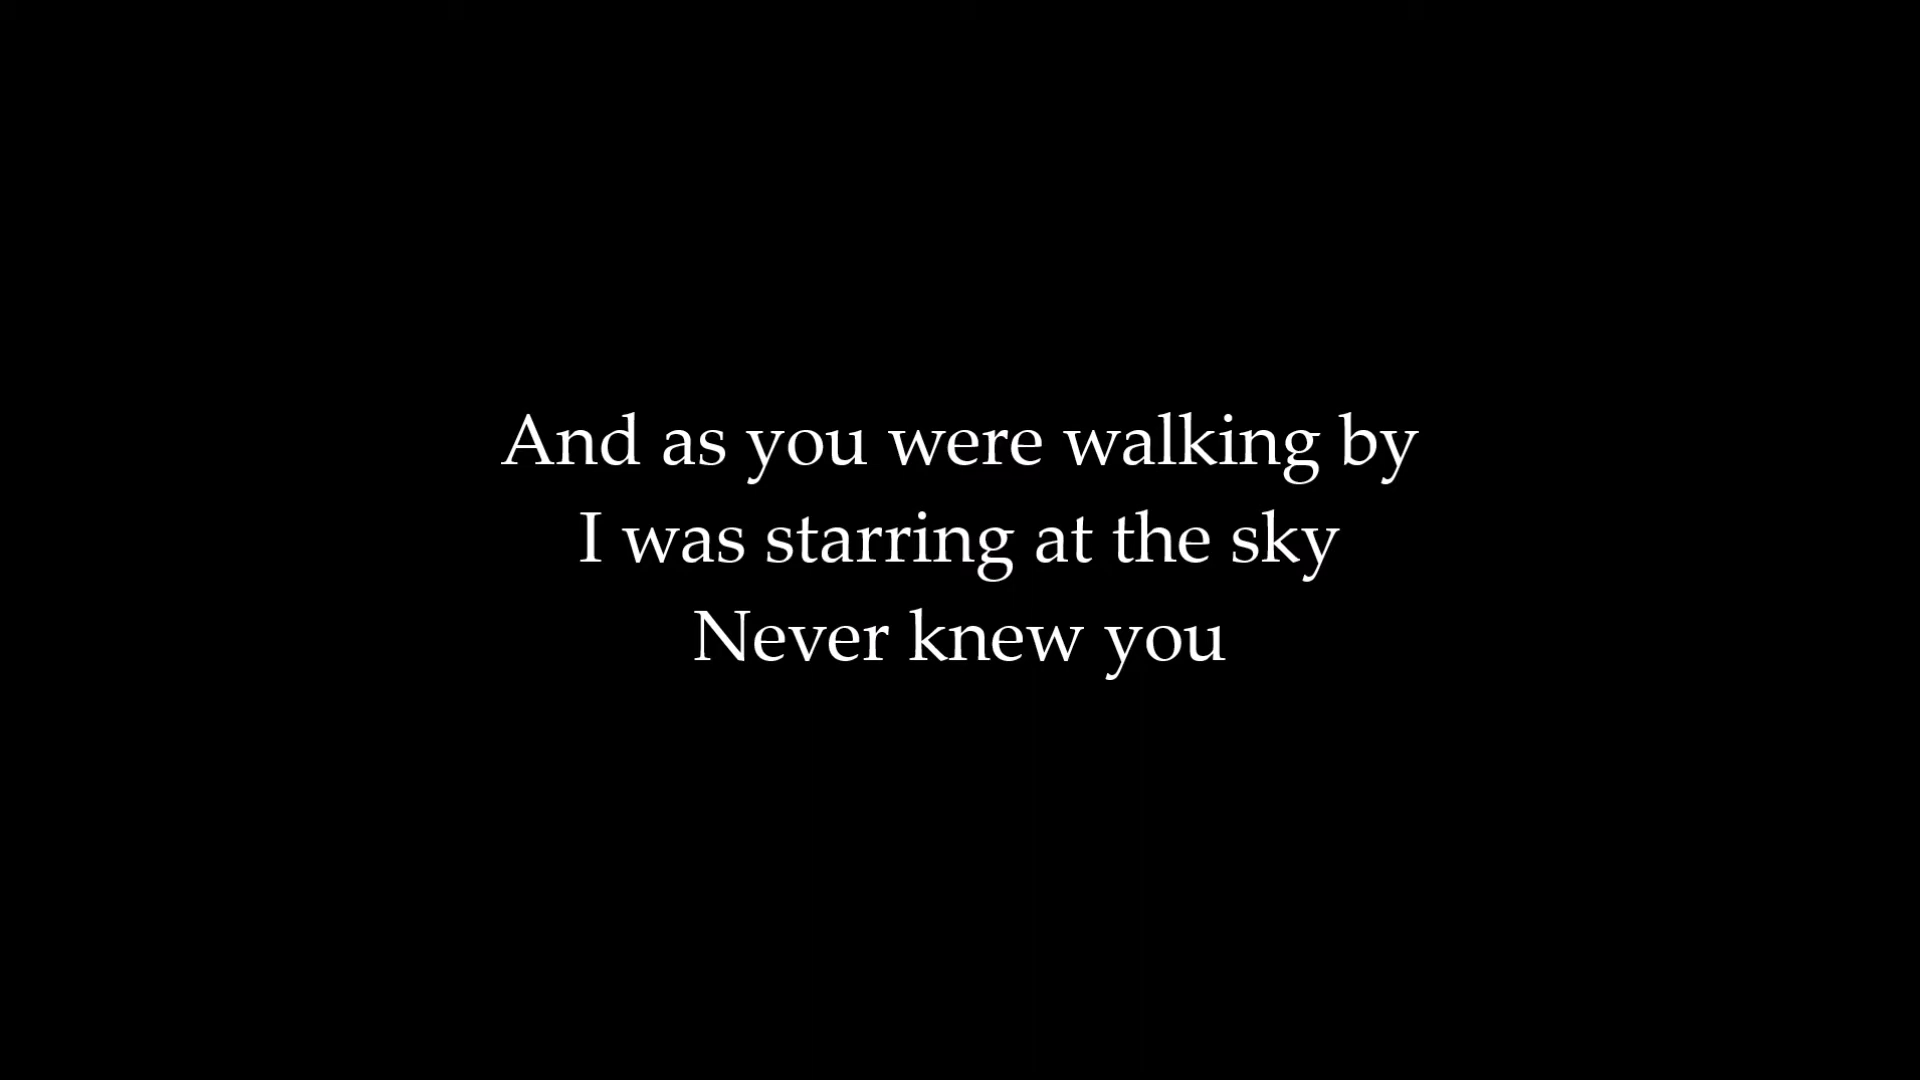 And as you were walking by
I was starring at the sky
Never knew you